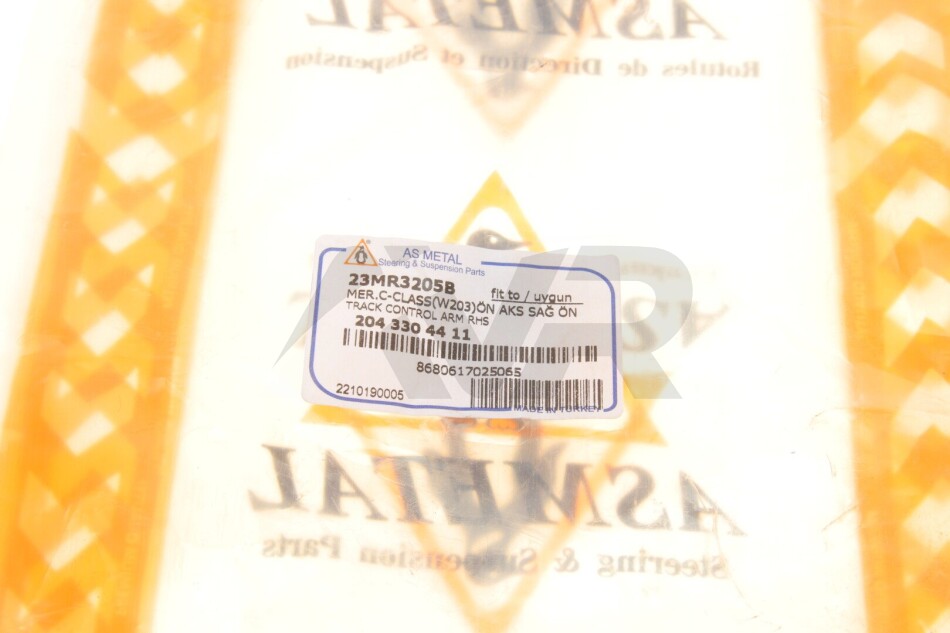 ASMETAL
Rotules de Direction et Suspension
AS METAL
Steering & Suspension Parts
23MR3205B
fit to / uygun
MER.C-CLASS(W203)ÖN AKS SAĞ ÖN
TRACK CONTROL ARM RHS
204 330 44 11
8680617025065
2210190005
MADE IN TURKEY
ASMETAL
Steering & Suspension Parts